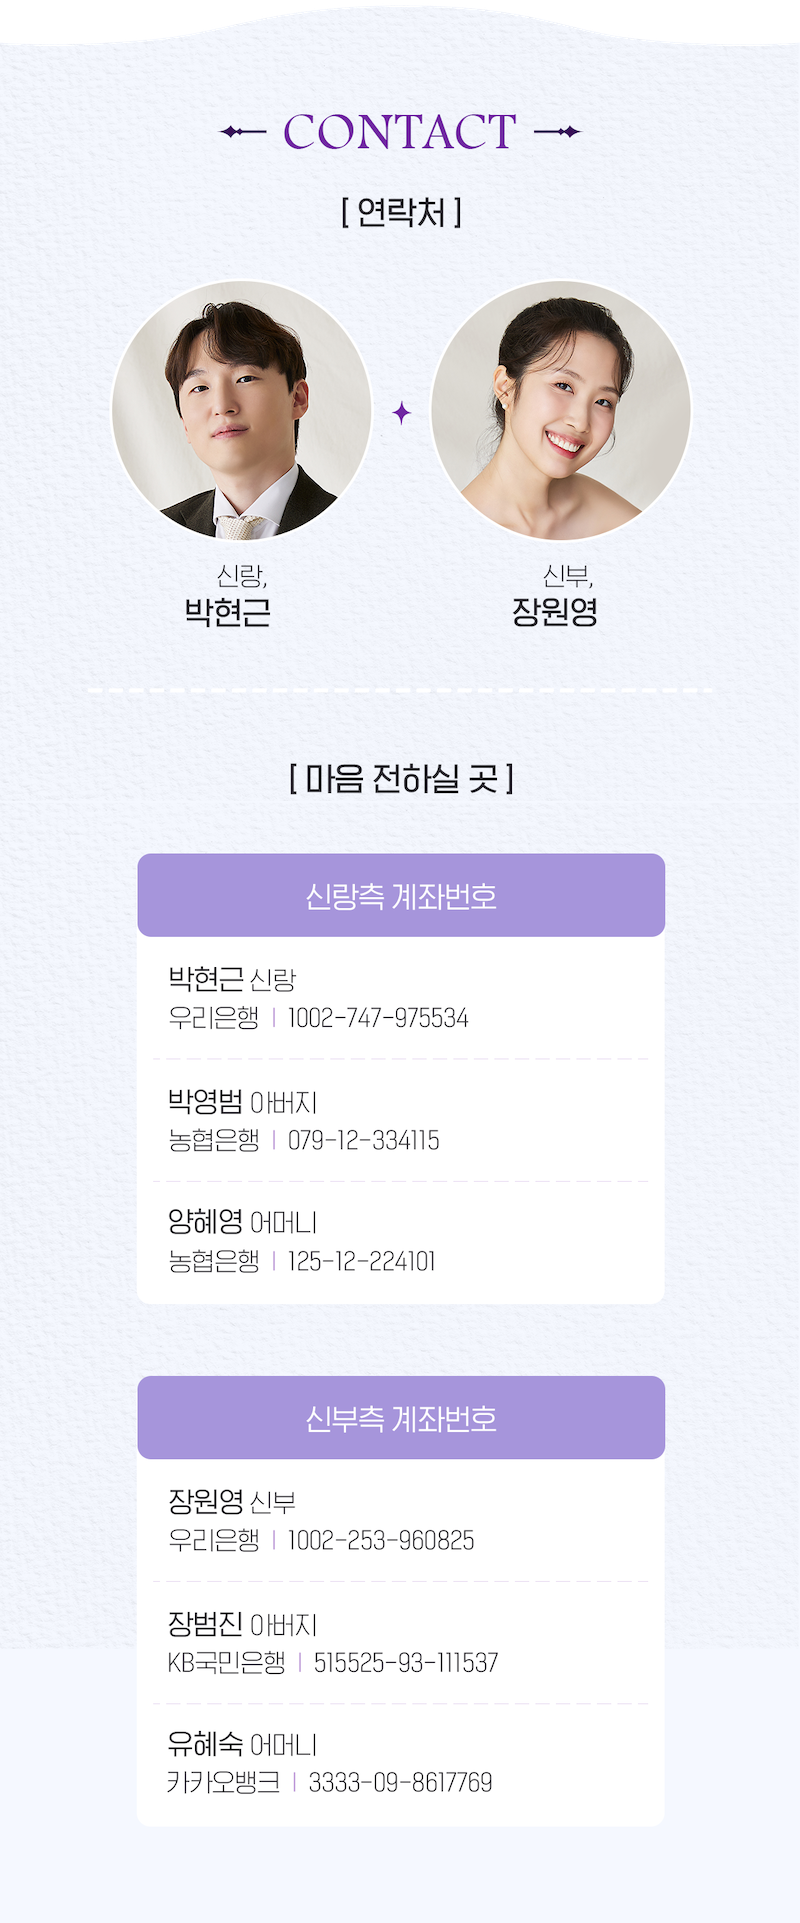 CONTACT
[ 연락처 ]
신랑,
박현근
신부,
장원영
[ 마음 전하실 곳 ]
신랑측 계좌번호
박현근 신랑
우리은행 | 1002-747-975534
박영범 아버지
농협은행 | 079-12-334115
양혜영 어머니
농협은행 | 125-12-224101
신부측 계좌번호
장원영 신부
우리은행 | 1002-253-960825
장범진 아버지
KB국민은행 | 515525-93-111537
유혜숙 어머니
카카오뱅크 | 3333-09-8617769